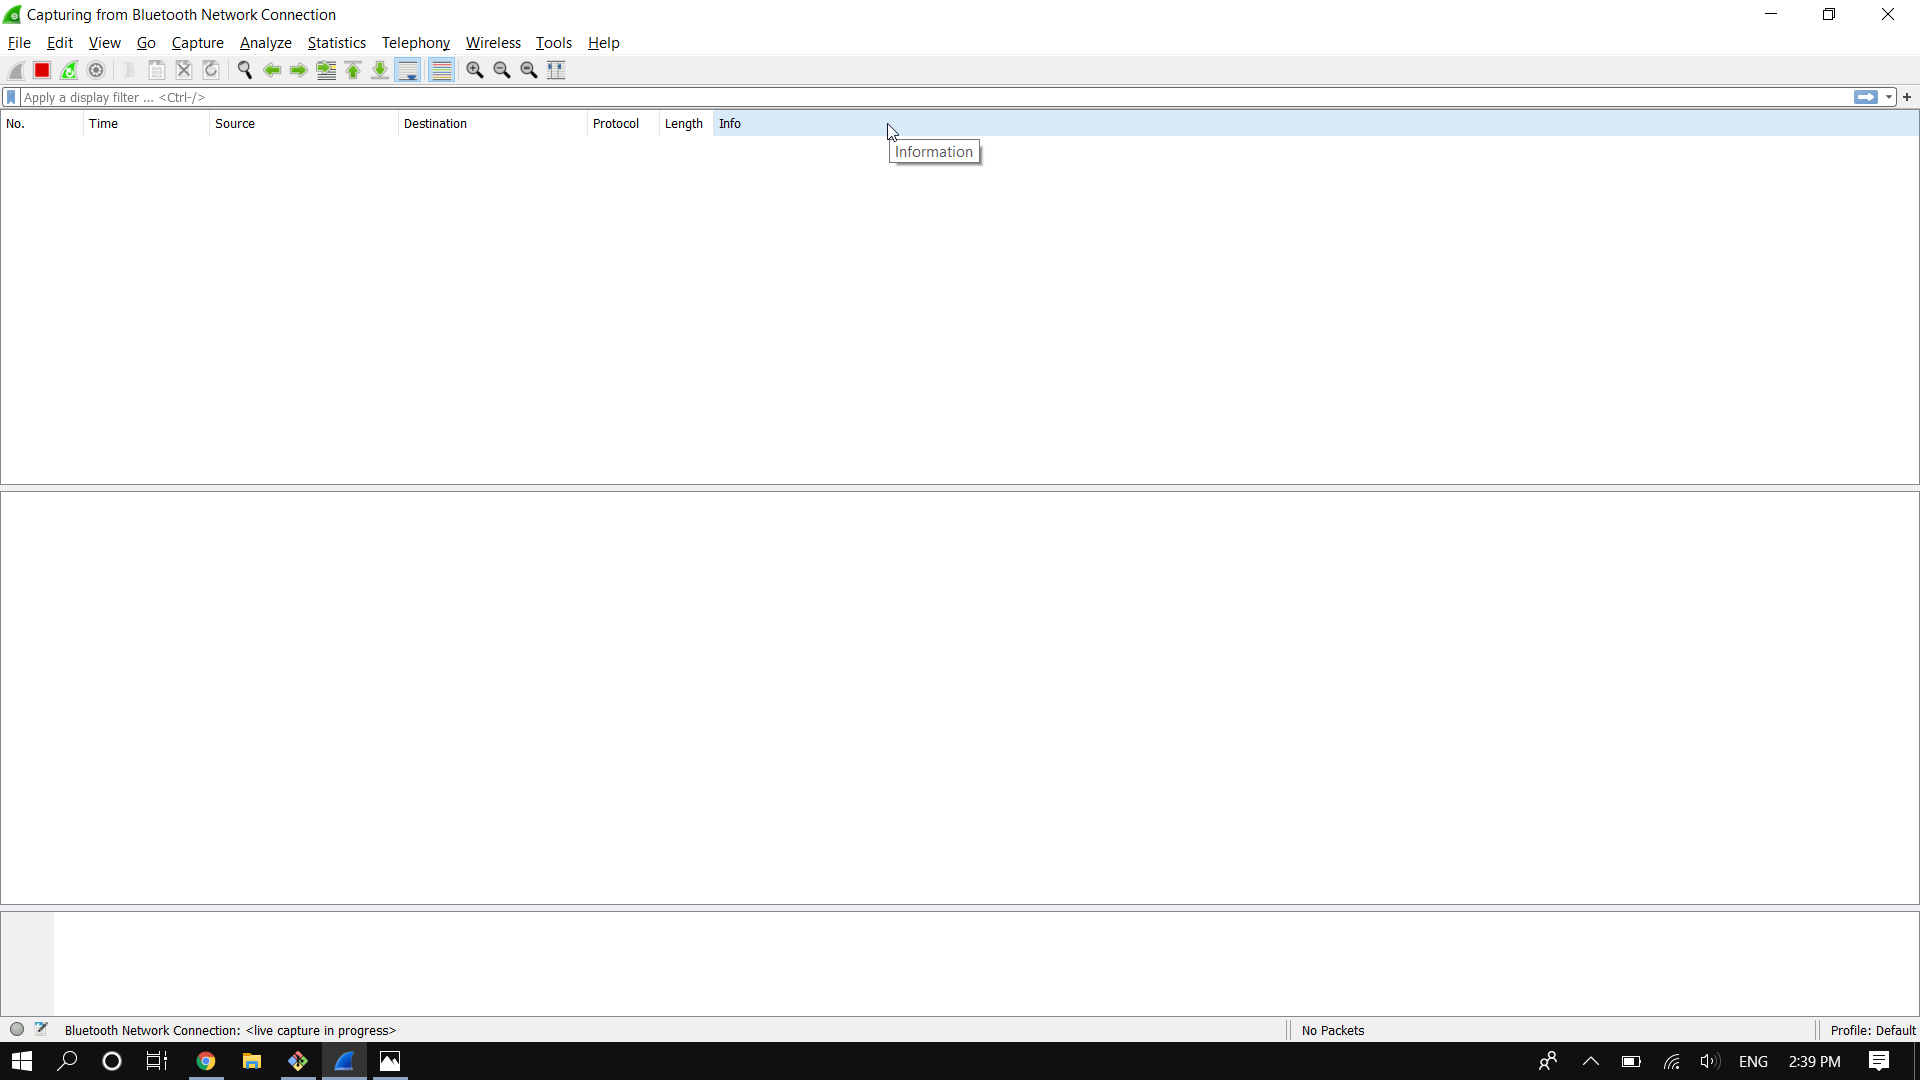 Capturing from Bluetooth Network Connection
File Edit View Go Capture Analyze Statistics Telephony Wireless Tools Help
Apply a display filter ... <Ctrl-/>
No. Time Source Destination Protocol Length Info
Information
Bluetooth Network Connection: <live capture in progress> No Packets Profile: Default
ENG 2:39 PM